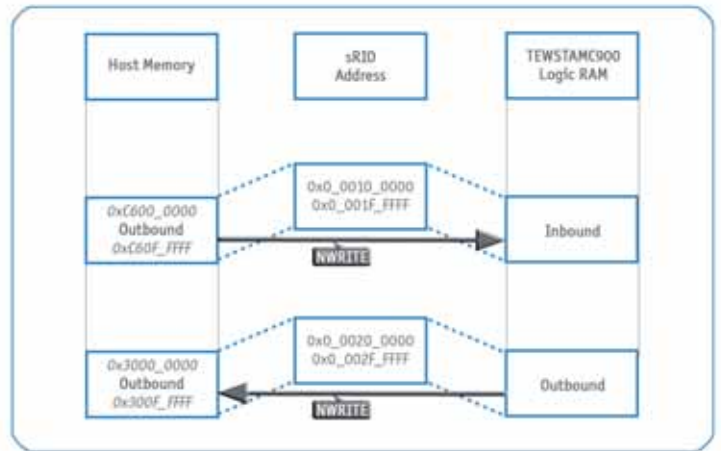 Host Memory
sRIO
Address
TEWSTAMC900
Logic RAM
0xC600_0000
Outbound
0xC60F_FFFF
0x0_0010_0000
0x0_001F_FFFF
Inbound
NWRITE
0x3000_0000
Outbound
0x300F_FFFF
0x0_0020_0000
0x0_002F_FFFF
Outbound
NWRITE